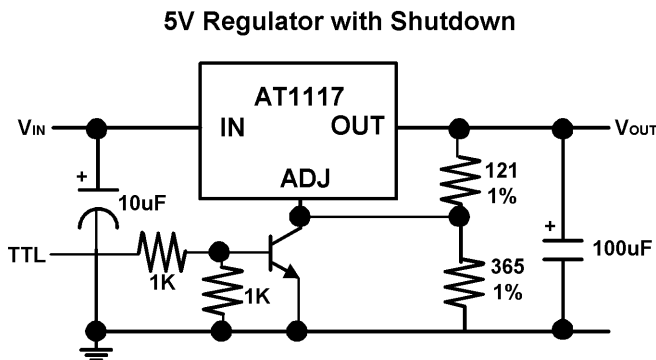 5V Regulator with Shutdown
AT1117
VIN IN OUT VOUT
ADJ
+ 10uF
121
1%
+ 100uF
TTL
1K
1K
365
1%